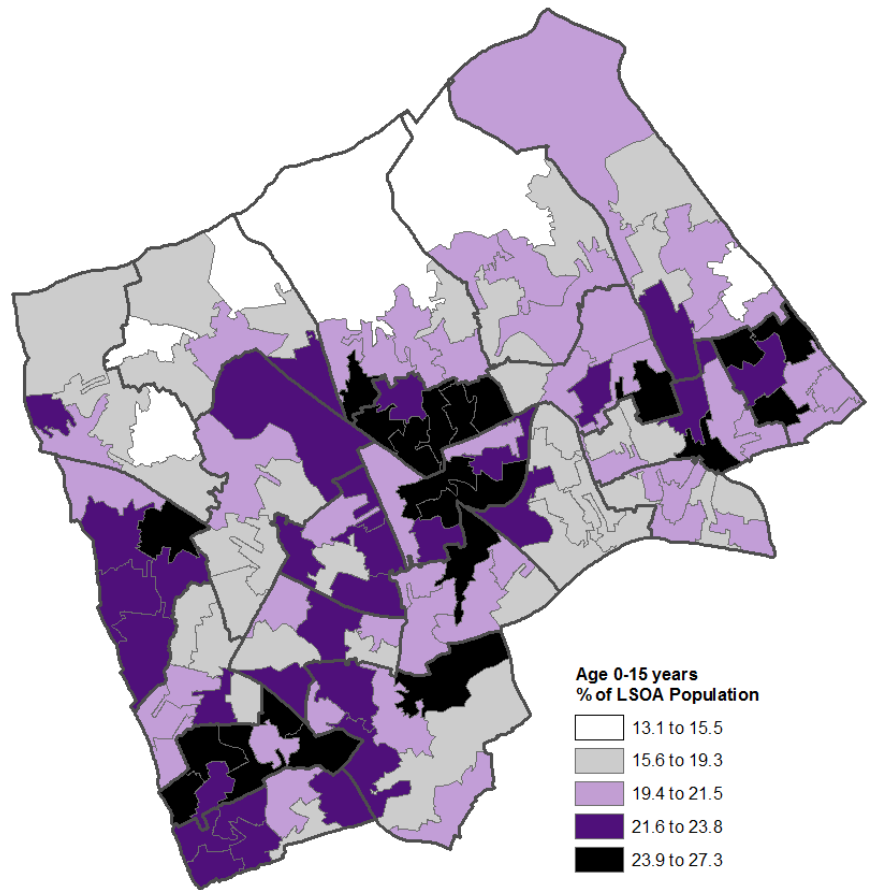 Age 0-15 years
% of LSOA Population
13.1 to 15.5
15.6 to 19.3
19.4 to 21.5
21.6 to 23.8
23.9 to 27.3